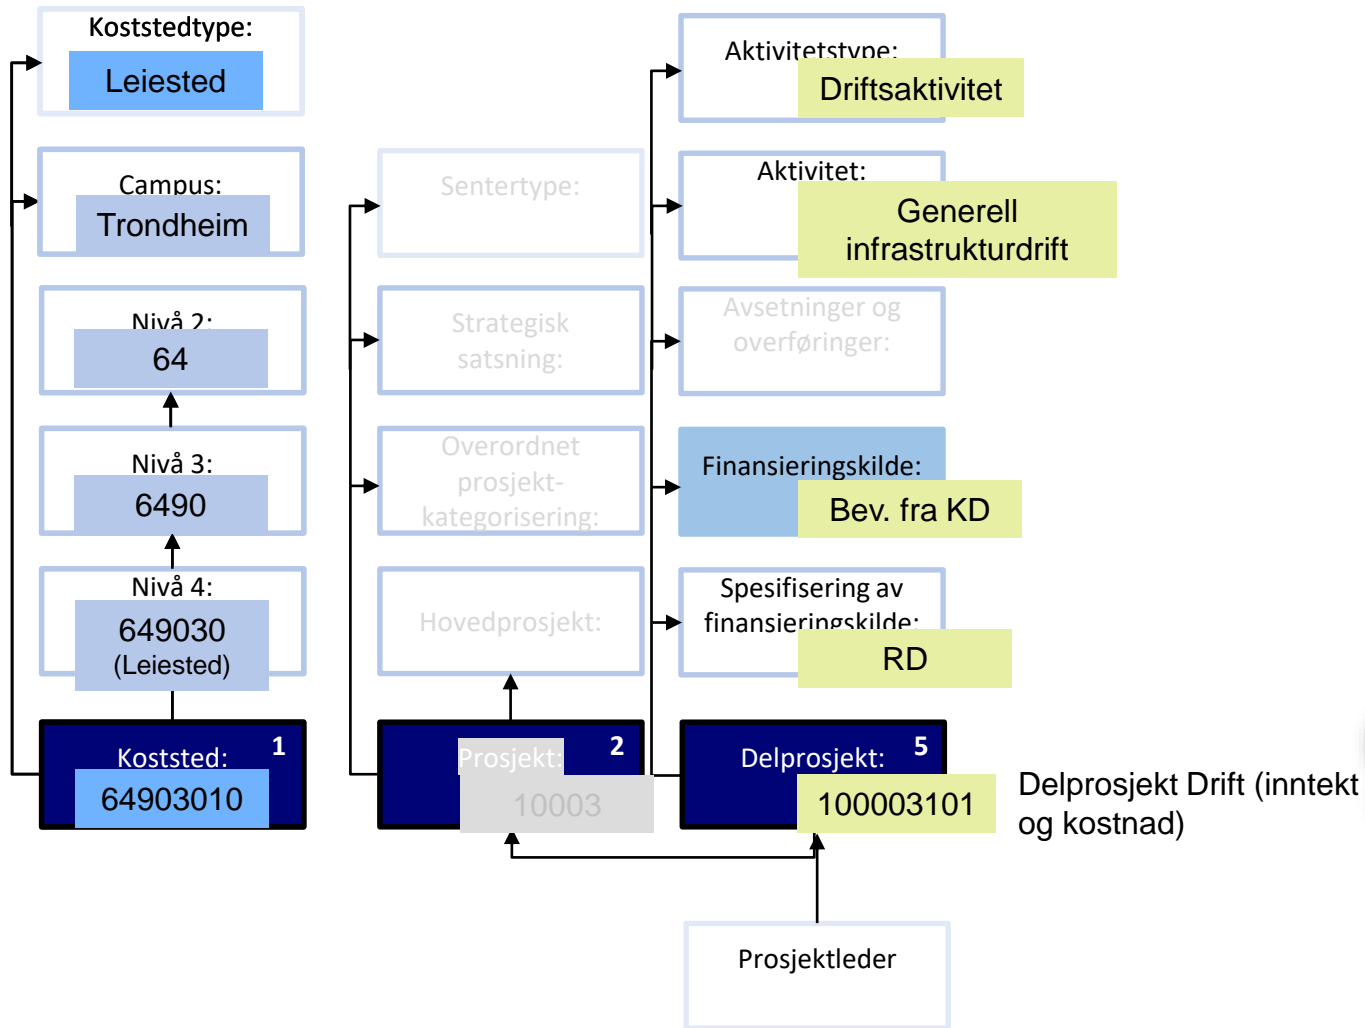 Koststedtype:
Leiested
Campus:
Trondheim
Nivå 2:
64
Nivå 3:
6490
Nivå 4:
649030
(Leiested)
1
Koststed:
64903010
Sentertype:
Strategisk
satsning:
Overordnet
prosjekt-
kategorisering:
Hovedprosjekt:
2
Prosjekt:
10003
Aktivitetstype:
Driftsaktivitet
Aktivitet:
Generell
infrastrukturdrift
Avsetninger og
overføringer:
Finansieringskilde:
Bev. fra KD
Spesifisering av
finansieringskilde:
RD
5
Delprosjekt:
100003101
Delprosjekt Drift (inntekt
og kostnad)
Prosjektleder